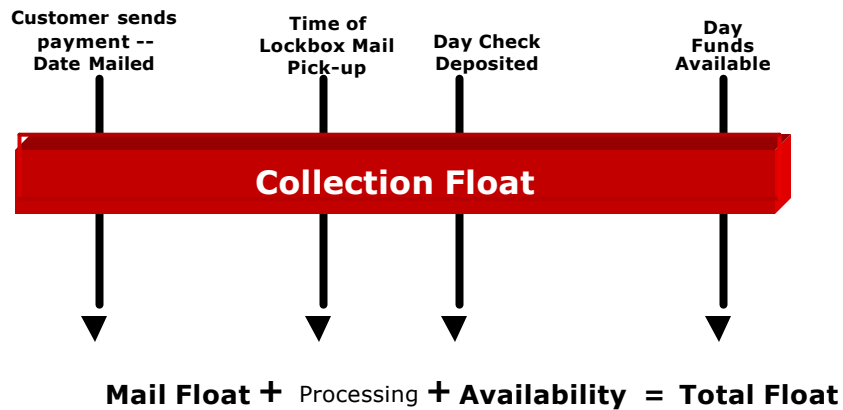 Customer sends
payment --
Date Mailed
Time of
Lockbox Mail
Pick-up
Day Check
Deposited
Day
Funds
Available
Collection Float
Mail Float + Processing + Availability = Total Float